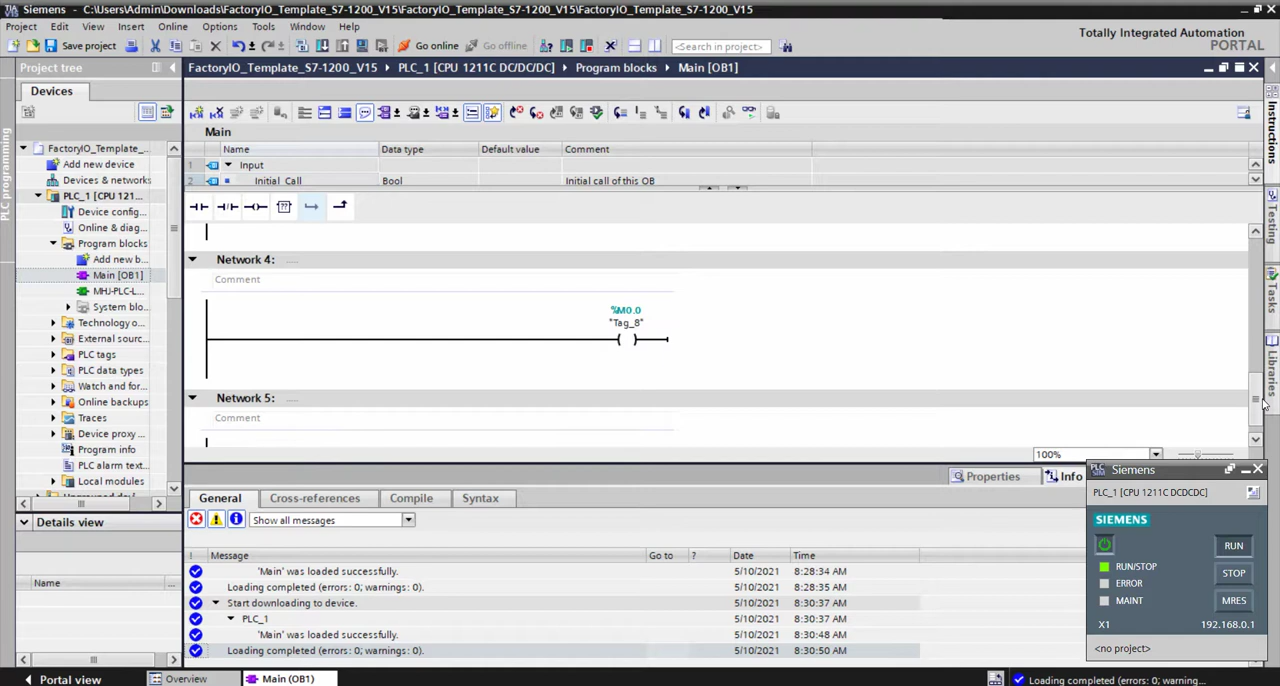 Siemens - C:\Users\Admin\Downloads\FactoryIO_Template_S7-1200_V15\FactoryIO_Template_S7-1200_V15\FactoryIO_Template_S7-1200_V15
Project Edit View Insert Online Options Tools Window Help
Totally Integrated Automation
PORTAL
Save project
Go online
Go offline
<Search in project>
Project tree
FactoryIO_Template_S7-1200_V15 PLC_1 [CPU 1211C DC/DC/DC] Program blocks Main [OB1]
Devices
PLC programming
FactoryIO_Template_...
Add new device
Devices & networks
PLC_1 [CPU 121...
Device config...
Online & diag...
Program blocks
Add new b...
Main [OB1]
MHJ-PLC-L...
System blo...
Technology o...
External sourc...
PLC tags
PLC data types
Watch and for...
Online backups
Traces
Device proxy ...
Program info
PLC alarm text...
Local modules
Details view
Name
Main
Name Data type Default value Comment
1 Input
2 Initial_Call Bool Initial call of this OB
??
Network 4: .....
Comment
%M0.0
"Tag_8"
Network 5: .....
Comment
100%
Properties
Info
General Cross-references Compile Syntax
Show all messages
! Message Go to ? Date Time
'Main' was loaded successfully. 5/10/2021 8:28:34 AM
Loading completed (errors: 0; warnings: 0). 5/10/2021 8:28:35 AM
Start downloading to device. 5/10/2021 8:30:37 AM
PLC_1 5/10/2021 8:30:37 AM
'Main' was loaded successfully. 5/10/2021 8:30:48 AM
Loading completed (errors: 0; warnings: 0). 5/10/2021 8:30:50 AM
Instructions
Testing
Tasks
Libraries
Siemens
PLC_1 [CPU 1211C DCDCDC]
SIEMENS
RUN
RUN/STOP
STOP
ERROR
MAINT
MRES
X1 192.168.0.1
<no project>
Portal view
Overview
Main (OB1)
Loading completed (errors: 0; warning...